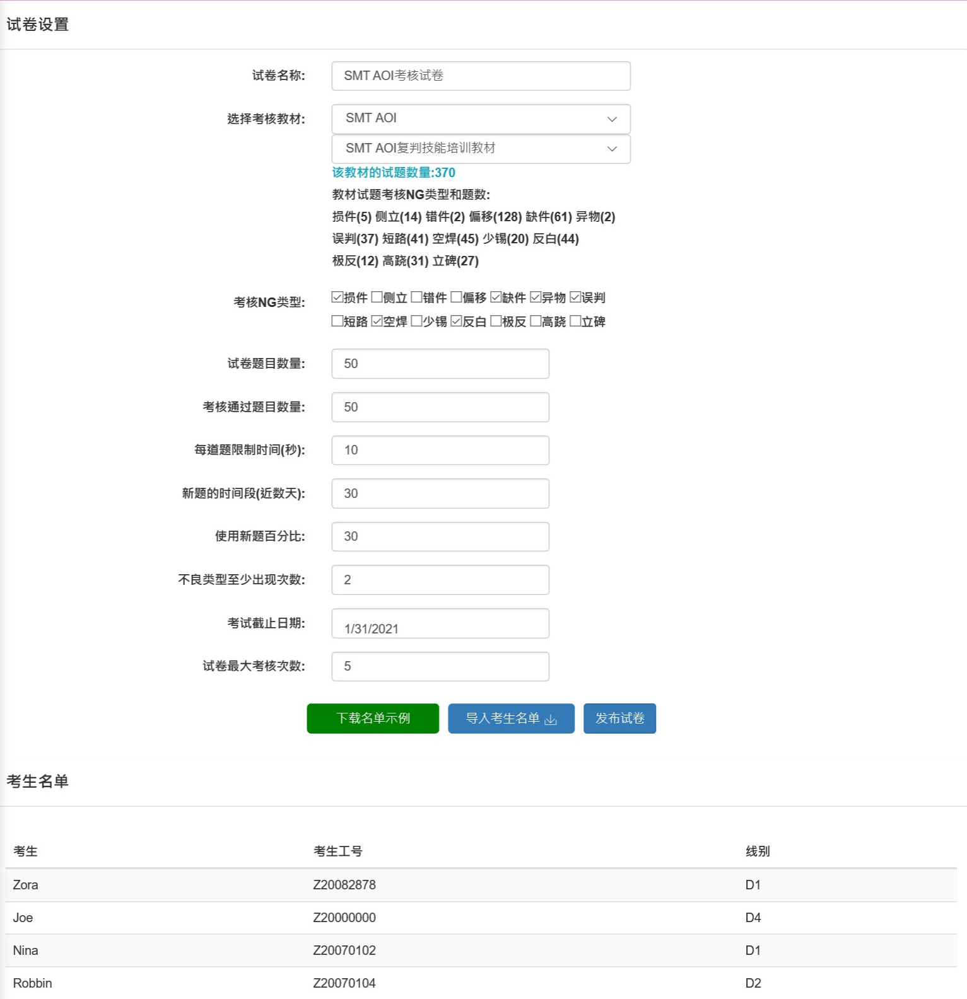 试卷设置
试卷名称: SMT AOI考核试卷
选择考核教材: SMT AOI
SMT AOI复判技能培训教材
该教材的试题数量:370
教材试题考核NG类型和题数:
损件(5) 侧立(14) 错件(2) 偏移(128) 缺件(61) 异物(2)
误判(37) 短路(41) 空焊(45) 少锡(20) 反白(44)
极反(12) 高跷(31) 立碑(27)
考核NG类型: 损件 侧立 错件 偏移 缺件 异物 误判
短路 空焊 少锡 反白 极反 高跷 立碑
试卷题目数量: 50
考核通过题目数量: 50
每道题限制时间(秒): 10
新题的时间段(近数天): 30
使用新题百分比: 30
不良类型至少出现次数: 2
考试截止日期: 1/31/2021
试卷最大考核次数: 5
下载名单示例 导入考生名单 发布试卷
考生名单
考生 考生工号 线别
Zora Z20082878 D1
Joe Z20000000 D4
Nina Z20070102 D1
Robbin Z20070104 D2